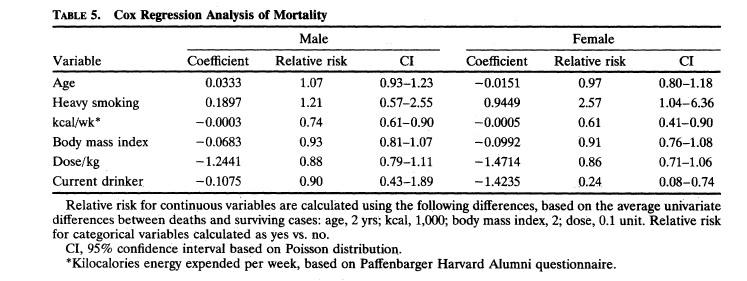 TABLE 5. Cox Regression Analysis of Mortality
Male Female
Variable Coefficient Relative risk CI Coefficient Relative risk CI
Age 0.0333 1.07 0.93–1.23 −0.0151 0.97 0.80–1.18
Heavy smoking 0.1897 1.21 0.57–2.55 0.9449 2.57 1.04–6.36
kcal/wk* −0.0003 0.74 0.61–0.90 −0.0005 0.61 0.41–0.90
Body mass index −0.0683 0.93 0.81–1.07 −0.0992 0.91 0.76–1.08
Dose/kg −1.2441 0.88 0.79–1.11 −1.4714 0.86 0.71–1.06
Current drinker −0.1075 0.90 0.43–1.89 −1.4235 0.24 0.08–0.74
Relative risk for continuous variables are calculated using the following differences, based on the average univariate
differences between deaths and surviving cases: age, 2 yrs; kcal, 1,000; body mass index, 2; dose, 0.1 unit. Relative risk
for categorical variables calculated as yes vs. no.
CI, 95% confidence interval based on Poisson distribution.
*Kilocalories energy expended per week, based on Paffenbarger Harvard Alumni questionnaire.